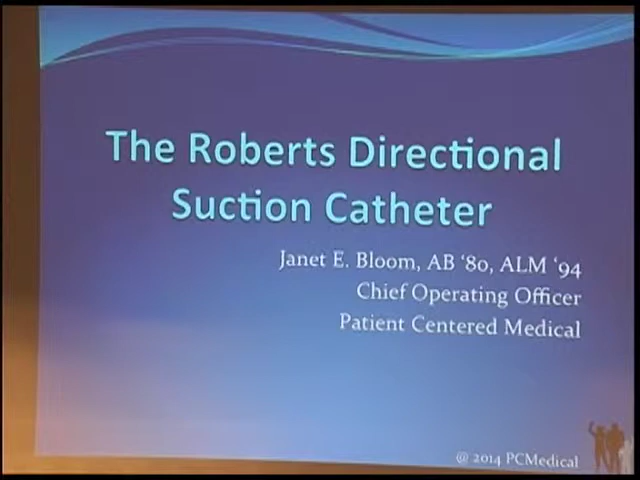 The Roberts Directional
Suction Catheter
Janet E. Bloom, AB '80, ALM '94
Chief Operating Officer
Patient Centered Medical
@ 2014 PCMedical